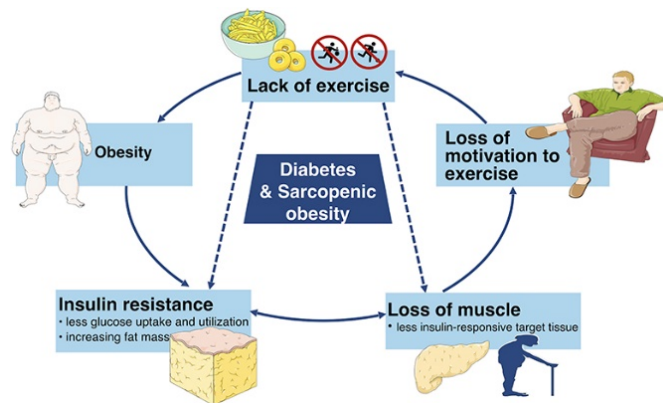 Lack of exercise
Obesity
Loss of
motivation to
exercise
Diabetes
& Sarcopenic
obesity
Insulin resistance
• less glucose uptake and utilization
• increasing fat mass
Loss of muscle
• less insulin-responsive target tissue